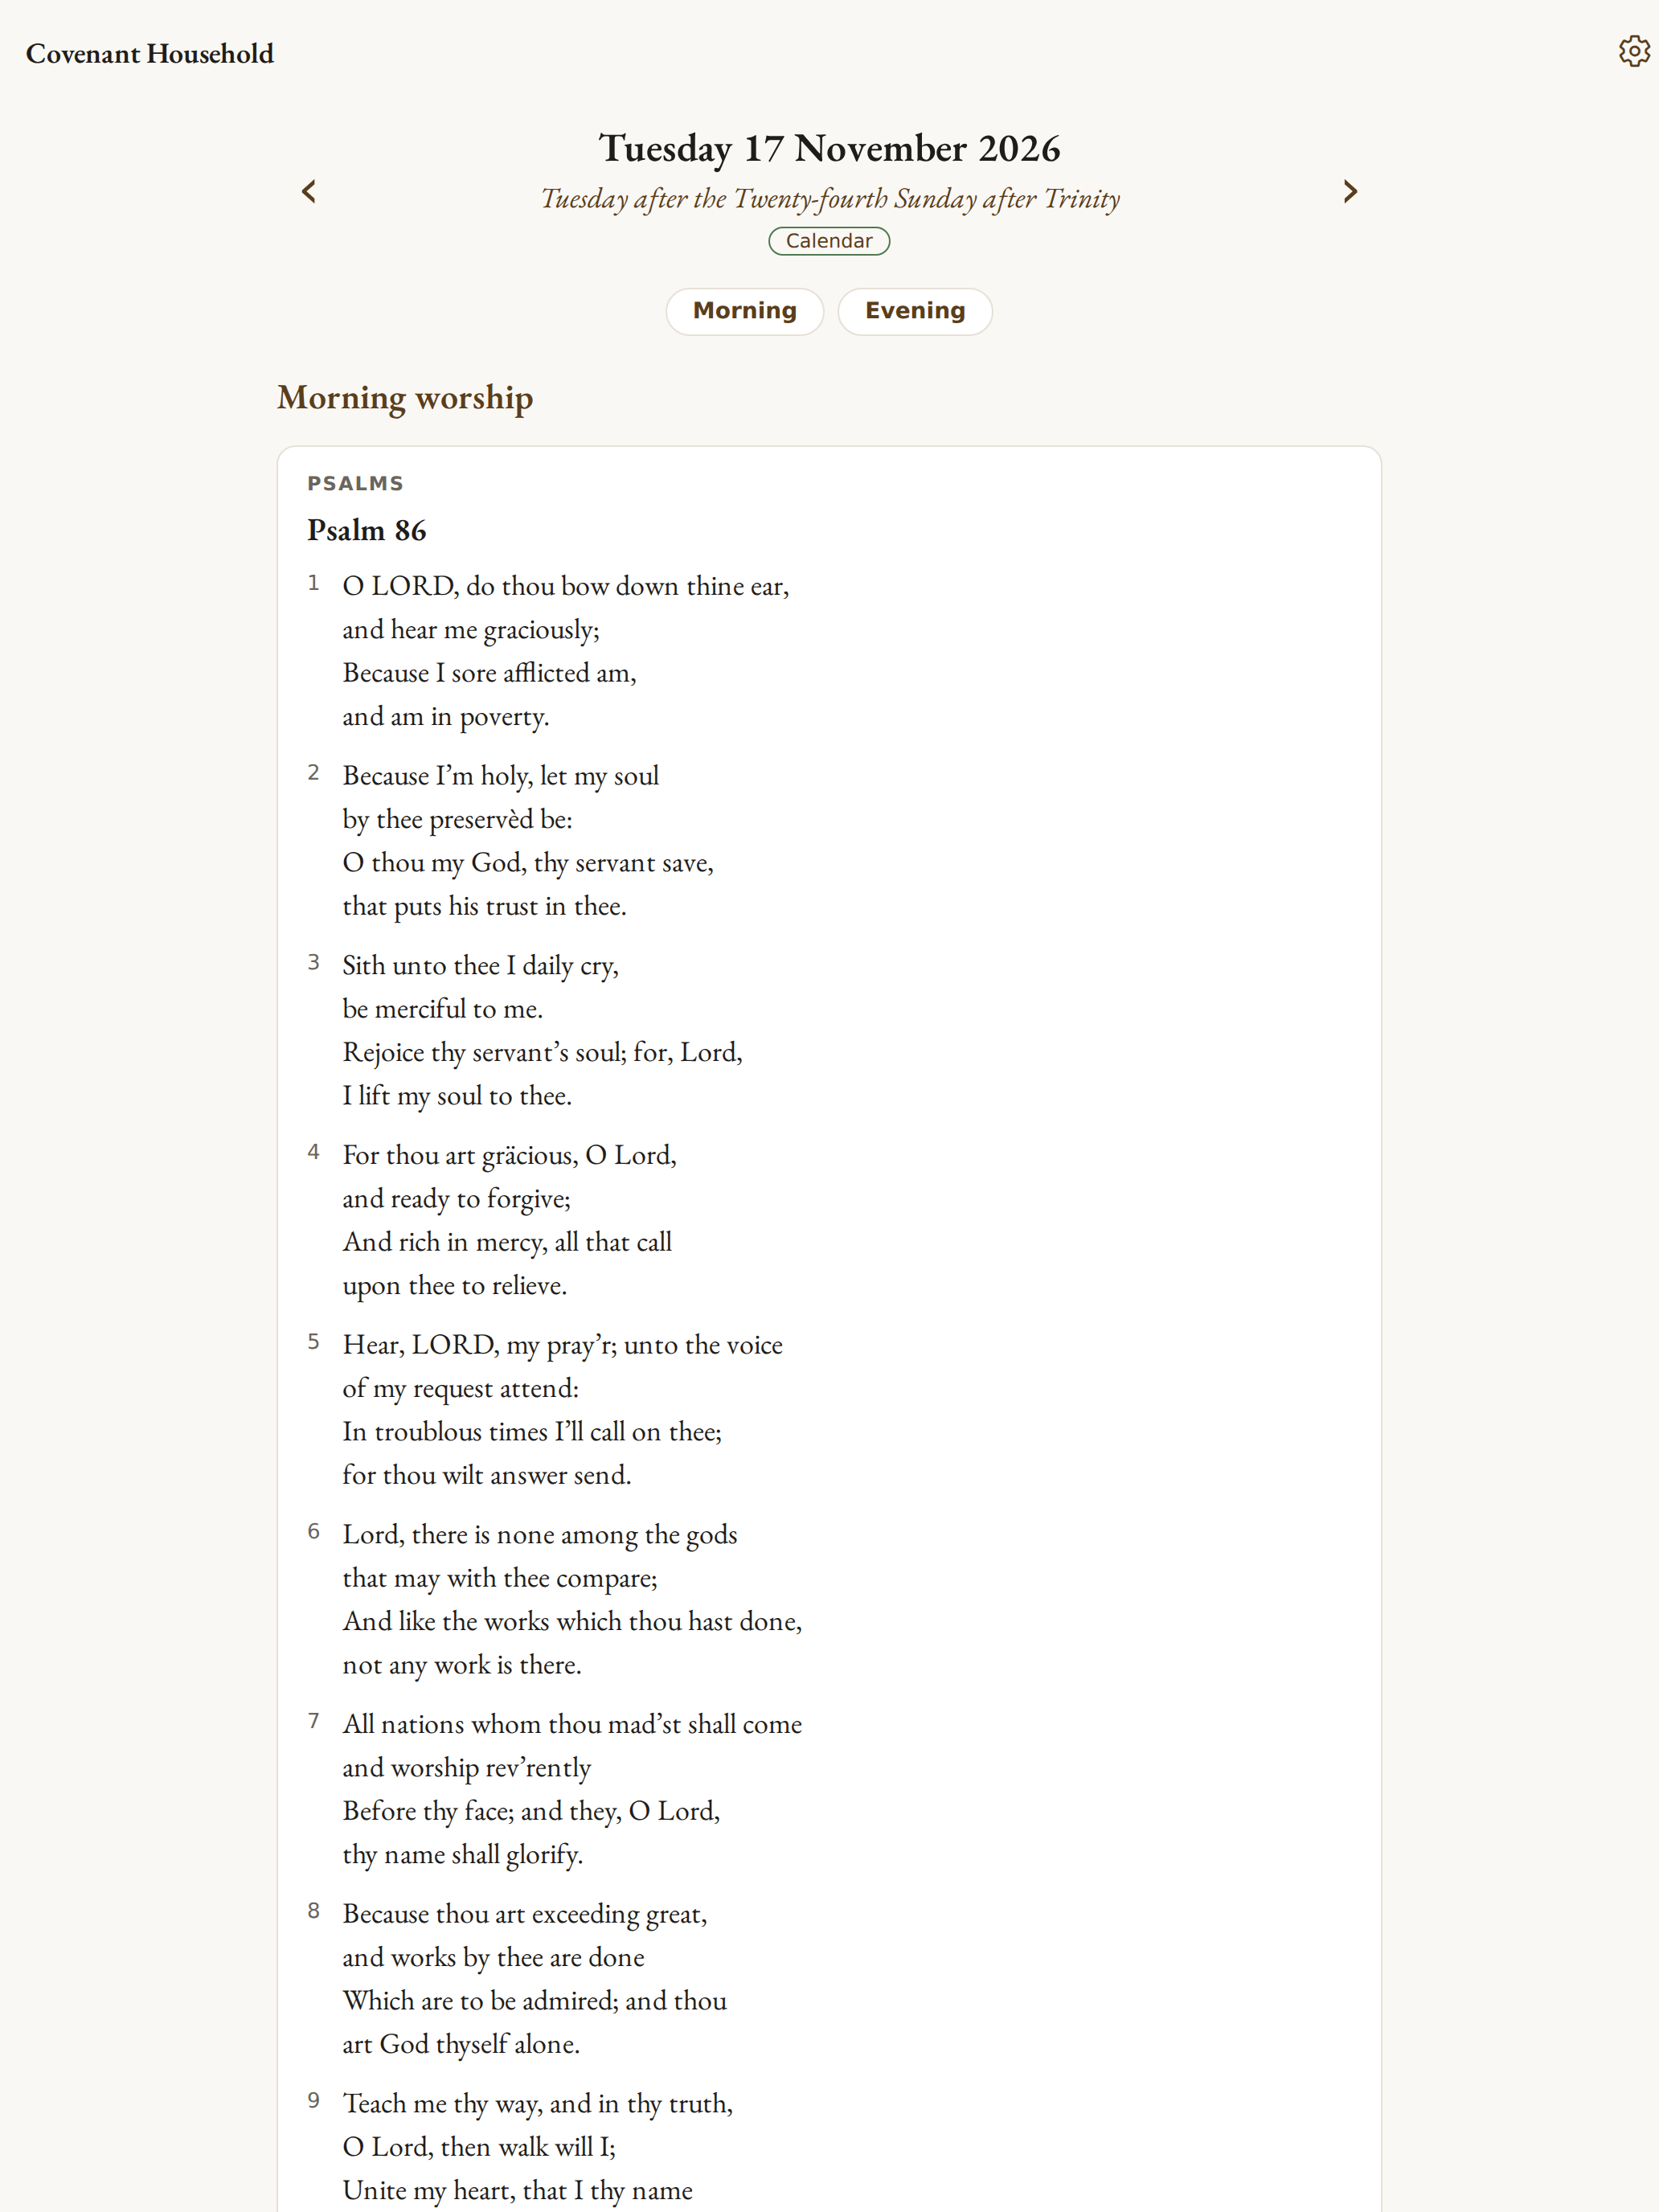 Covenant Household
Tuesday 17 November 2026
Tuesday after the Twenty-fourth Sunday after Trinity
Calendar
Morning Evening
Morning worship
PSALMS
Psalm 86
1 O LORD, do thou bow down thine ear,
and hear me graciously;
Because I sore afflicted am,
and am in poverty.
2 Because I’m holy, let my soul
by thee preservèd be:
O thou my God, thy servant save,
that puts his trust in thee.
3 Sith unto thee I daily cry,
be merciful to me.
Rejoice thy servant’s soul; for, Lord,
I lift my soul to thee.
4 For thou art gräcious, O Lord,
and ready to forgive;
And rich in mercy, all that call
upon thee to relieve.
5 Hear, LORD, my pray’r; unto the voice
of my request attend:
In troublous times I’ll call on thee;
for thou wilt answer send.
6 Lord, there is none among the gods
that may with thee compare;
And like the works which thou hast done,
not any work is there.
7 All nations whom thou mad’st shall come
and worship rev’rently
Before thy face; and they, O Lord,
thy name shall glorify.
8 Because thou art exceeding great,
and works by thee are done
Which are to be admired; and thou
art God thyself alone.
9 Teach me thy way, and in thy truth,
O Lord, then walk will I;
Unite my heart, that I thy name